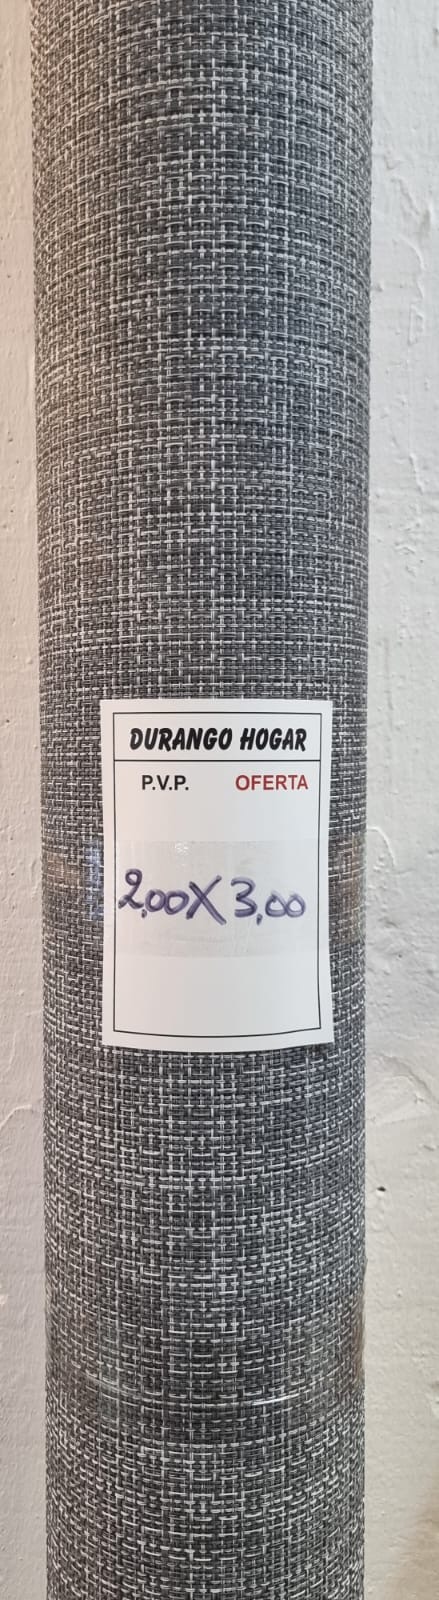 DURANGO HOGAR
P.V.P. OFERTA
2,00X3,00